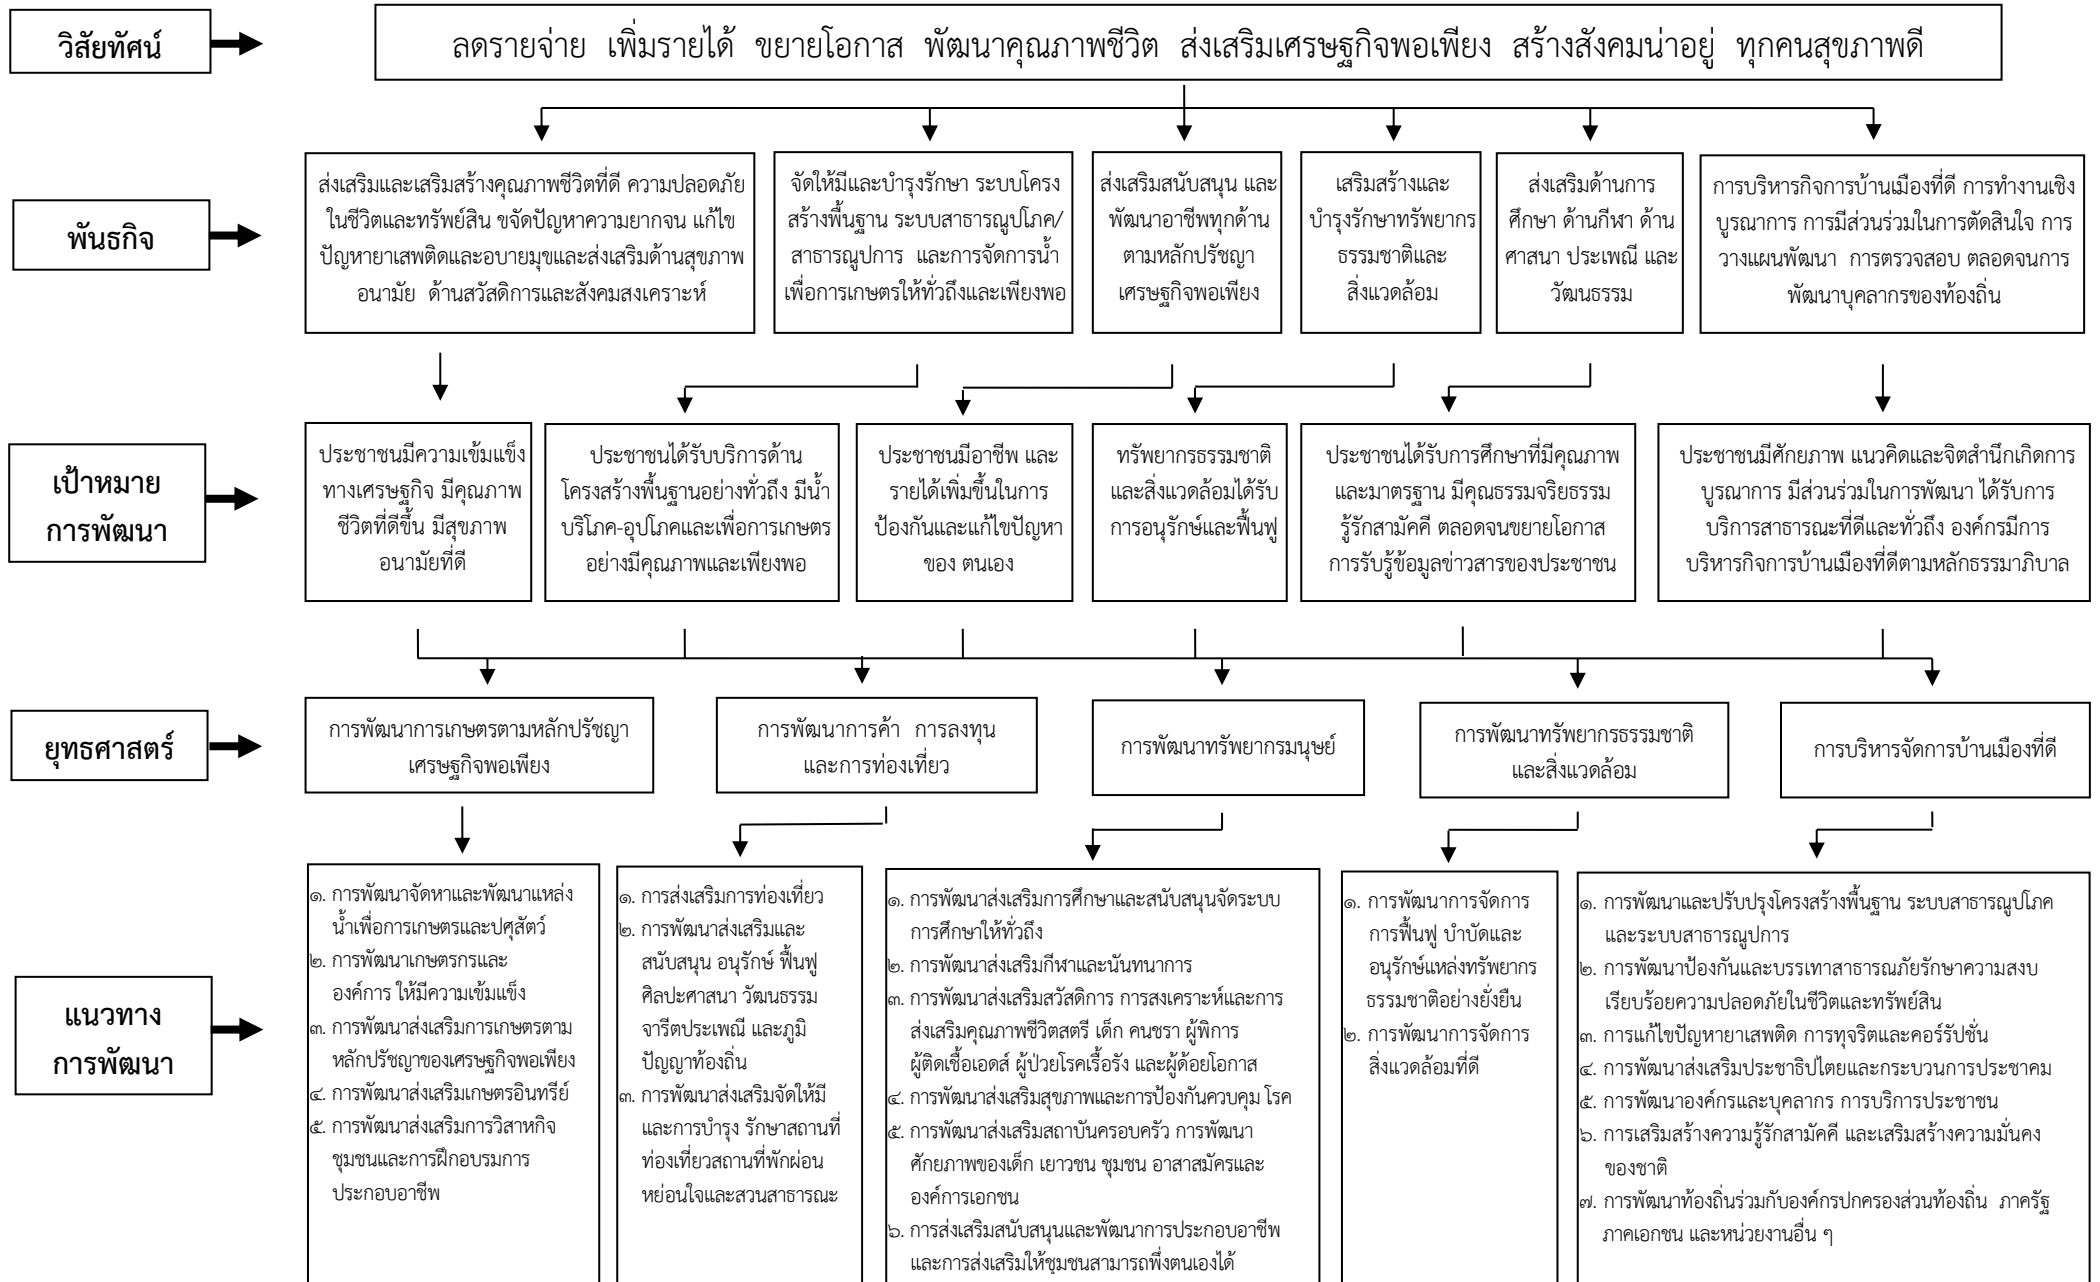 วิสัยทัศน์
ลดรายจ่าย เพิ่มรายได้ ขยายโอกาส พัฒนาคุณภาพชีวิต ส่งเสริมเศรษฐกิจพอเพียง สร้างสังคมน่าอยู่ ทุกคนสุขภาพดี
พันธกิจ
ส่งเสริมและเสริมสร้างคุณภาพชีวิตที่ดี ความปลอดภัย
ในชีวิตและทรัพย์สิน ขจัดปัญหาความยากจน แก้ไข
ปัญหายาเสพติดและอบายมุขและส่งเสริมด้านสุขภาพ
อนามัย ด้านสวัสดิการและสังคมสงเคราะห์
จัดให้มีและบำรุงรักษา ระบบโครง
สร้างพื้นฐาน ระบบสาธารณูปโภค/
สาธารณูปการ และการจัดการน้ำ
เพื่อการเกษตรให้ทั่วถึงและเพียงพอ
ส่งเสริมสนับสนุน และ
พัฒนาอาชีพทุกด้าน
ตามหลักปรัชญา
เศรษฐกิจพอเพียง
เสริมสร้างและ
บำรุงรักษาทรัพยากร
ธรรมชาติและ
สิ่งแวดล้อม
ส่งเสริมด้านการ
ศึกษา ด้านกีฬา ด้าน
ศาสนา ประเพณี และ
วัฒนธรรม
การบริหารกิจการบ้านเมืองที่ดี การทำงานเชิง
บูรณาการ การมีส่วนร่วมในการตัดสินใจ การ
วางแผนพัฒนา การตรวจสอบ ตลอดจนการ
พัฒนาบุคลากรของท้องถิ่น
เป้าหมาย
การพัฒนา
ประชาชนมีความเข้มแข็ง
ทางเศรษฐกิจ มีคุณภาพ
ชีวิตที่ดีขึ้น มีสุขภาพ
อนามัยที่ดี
ประชาชนได้รับบริการด้าน
โครงสร้างพื้นฐานอย่างทั่วถึง มีน้ำ
บริโภค-อุปโภคและเพื่อการเกษตร
อย่างมีคุณภาพและเพียงพอ
ประชาชนมีอาชีพ และ
รายได้เพิ่มขึ้นในการ
ป้องกันและแก้ไขปัญหา
ของ ตนเอง
ทรัพยากรธรรมชาติ
และสิ่งแวดล้อมได้รับ
การอนุรักษ์และฟื้นฟู
ประชาชนได้รับการศึกษาที่มีคุณภาพ
และมาตรฐาน มีคุณธรรมจริยธรรม
รู้รักสามัคคี ตลอดจนขยายโอกาส
การรับรู้ข้อมูลข่าวสารของประชาชน
ประชาชนมีศักยภาพ แนวคิดและจิตสำนึกเกิดการ
บูรณาการ มีส่วนร่วมในการพัฒนา ได้รับการ
บริการสาธารณะที่ดีและทั่วถึง องค์กรมีการ
บริหารกิจการบ้านเมืองที่ดีตามหลักธรรมาภิบาล
ยุทธศาสตร์
การพัฒนาการเกษตรตามหลักปรัชญา
เศรษฐกิจพอเพียง
การพัฒนาการค้า การลงทุน
และการท่องเที่ยว
การพัฒนาทรัพยากรมนุษย์
การพัฒนาทรัพยากรธรรมชาติ
และสิ่งแวดล้อม
การบริหารจัดการบ้านเมืองที่ดี
แนวทาง
การพัฒนา
๑. การพัฒนาจัดหาและพัฒนาแหล่ง
น้ำเพื่อการเกษตรและปศุสัตว์
๒. การพัฒนาเกษตรกรและ
องค์การ ให้มีความเข้มแข็ง
๓. การพัฒนาส่งเสริมการเกษตรตาม
หลักปรัชญาของเศรษฐกิจพอเพียง
๔. การพัฒนาส่งเสริมเกษตรอินทรีย์
๕. การพัฒนาส่งเสริมการวิสาหกิจ
ชุมชนและการฝึกอบรมการ
ประกอบอาชีพ
๑. การส่งเสริมการท่องเที่ยว
๒. การพัฒนาส่งเสริมและ
สนับสนุน อนุรักษ์ ฟื้นฟู
ศิลปะศาสนา วัฒนธรรม
จารีตประเพณี และภูมิ
ปัญญาท้องถิ่น
๓. การพัฒนาส่งเสริมจัดให้มี
และการบำรุง รักษาสถานที่
ท่องเที่ยวสถานที่พักผ่อน
หย่อนใจและสวนสาธารณะ
๑. การพัฒนาส่งเสริมการศึกษาและสนับสนุนจัดระบบ
การศึกษาให้ทั่วถึง
๒. การพัฒนาส่งเสริมกีฬาและนันทนาการ
๓. การพัฒนาส่งเสริมสวัสดิการ การสงเคราะห์และการ
ส่งเสริมคุณภาพชีวิตสตรี เด็ก คนชรา ผู้พิการ
ผู้ติดเชื้อเอดส์ ผู้ป่วยโรคเรื้อรัง และผู้ด้อยโอกาส
๔. การพัฒนาส่งเสริมสุขภาพและการป้องกันควบคุม โรค
๕. การพัฒนาส่งเสริมสถาบันครอบครัว การพัฒนา
ศักยภาพของเด็ก เยาวชน ชุมชน อาสาสมัครและ
องค์การเอกชน
๖. การส่งเสริมสนับสนุนและพัฒนาการประกอบอาชีพ
และการส่งเสริมให้ชุมชนสามารถพึ่งตนเองได้
๑. การพัฒนาการจัดการ
การฟื้นฟู บำบัดและ
อนุรักษ์แหล่งทรัพยากร
ธรรมชาติอย่างยั่งยืน
๒. การพัฒนาการจัดการ
สิ่งแวดล้อมที่ดี
๑. การพัฒนาและปรับปรุงโครงสร้างพื้นฐาน ระบบสาธารณูปโภค
และระบบสาธารณูปการ
๒. การพัฒนาป้องกันและบรรเทาสาธารณภัยรักษาความสงบ
เรียบร้อยความปลอดภัยในชีวิตและทรัพย์สิน
๓. การแก้ไขปัญหายาเสพติด การทุจริตและคอร์รัปชั่น
๔. การพัฒนาส่งเสริมประชาธิปไตยและกระบวนการประชาคม
๕. การพัฒนาองค์กรและบุคลากร การบริการประชาชน
๖. การเสริมสร้างความรู้รักสามัคคี และเสริมสร้างความมั่นคง
ของชาติ
๗. การพัฒนาท้องถิ่นร่วมกับองค์กรปกครองส่วนท้องถิ่น ภาครัฐ
ภาคเอกชน และหน่วยงานอื่น ๆ